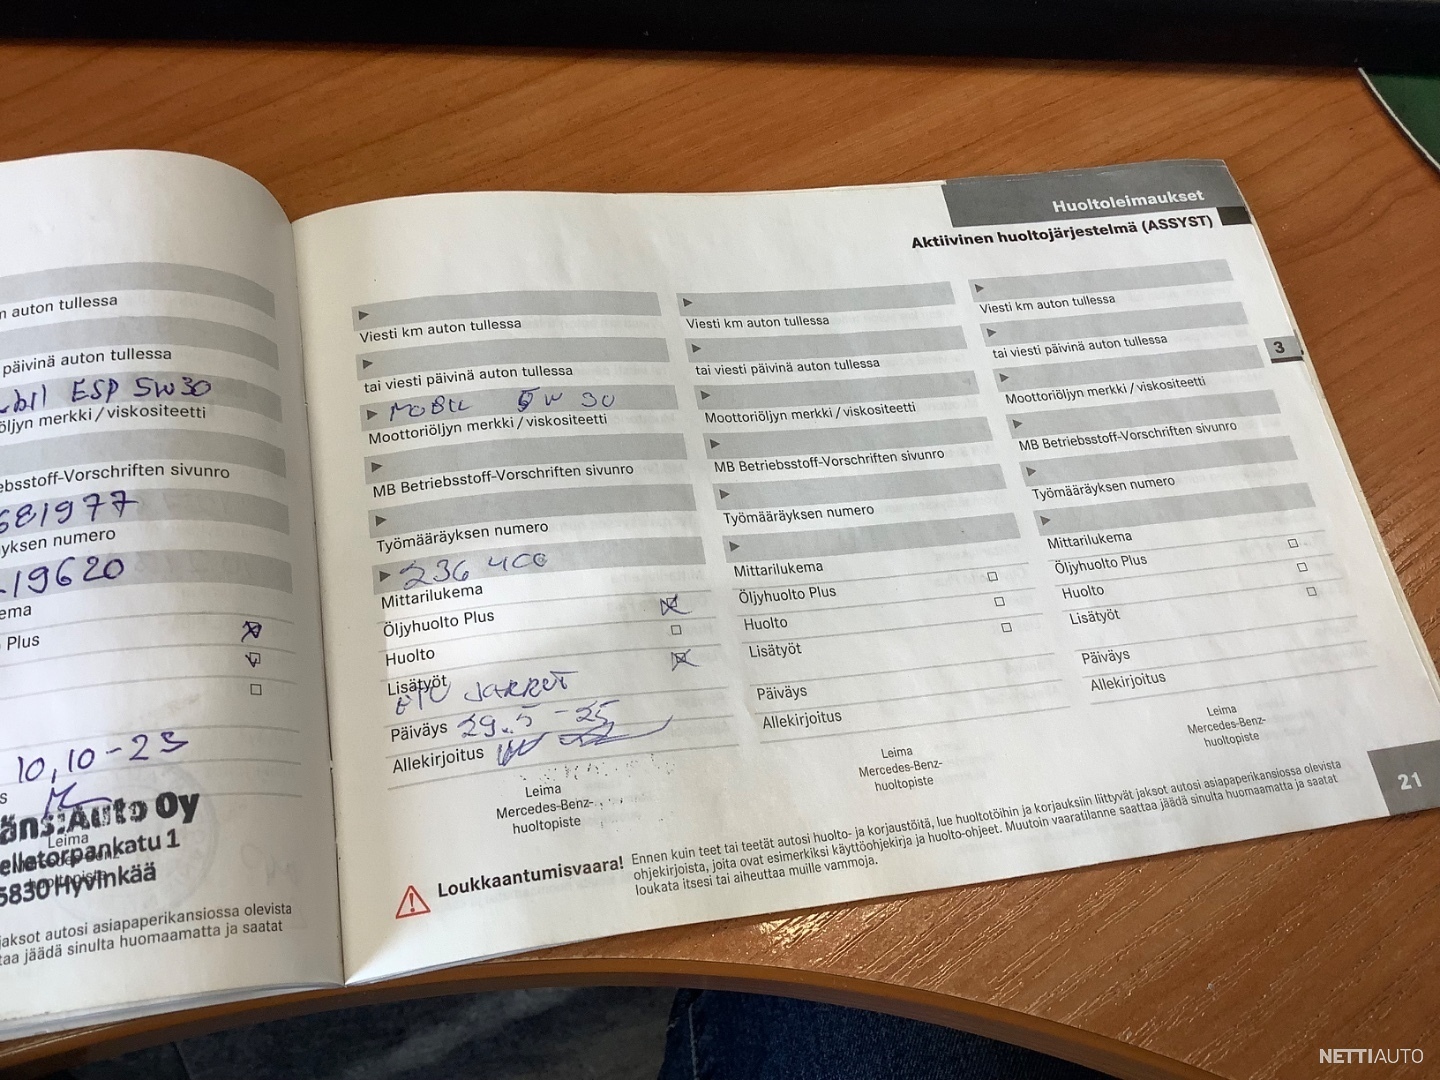 Huoltoleimaukset
Aktiivinen huoltojärjestelmä (ASSYST)
auton tullessa
päivinä auton tullessa
ESP 5W30
merkki / viskositeetti
ebsstoff-Vorschriften sivunro
681977
yksen numero
19620
ema
Plus
10,10-23
Auto Oy
Leima
elletorpankatu 1
5830 Hyvinkää
jaksot autosi asiapaperikansiossa olevista
taa jäädä sinulta huomaamatta ja saatat
Viesti km auton tullessa
tai viesti päivinä auton tullessa
MOBIL 5W 30
Moottoriöljyn merkki / viskositeetti
MB Betriebsstoff-Vorschriften sivunro
Työmääräyksen numero
236 400
Mittarilukema
Öljyhuolto Plus
Huolto
Lisätyöt
ETU JARRUT
Päiväys 29.5-25
Allekirjoitus
Leima
Mercedes-Benz-
huoltopiste
Viesti km auton tullessa
tai viesti päivinä auton tullessa
Moottoriöljyn merkki / viskositeetti
MB Betriebsstoff-Vorschriften sivunro
Työmääräyksen numero
Mittarilukema
Öljyhuolto Plus
Huolto
Lisätyöt
Päiväys
Allekirjoitus
Leima
Mercedes-Benz-
huoltopiste
Viesti km auton tullessa
tai viesti päivinä auton tullessa
Moottoriöljyn merkki / viskositeetti
MB Betriebsstoff-Vorschriften sivunro
Työmääräyksen numero
Mittarilukema
Öljyhuolto Plus
Huolto
Lisätyöt
Päiväys
Allekirjoitus
Leima
Mercedes-Benz-
huoltopiste
3
Loukkaantumisvaara! Ennen kuin teet tai teetät autosi huolto- ja korjaustöitä, lue huoltotöihin ja korjauksiin liittyvät jaksot autosi asiapaperikansiossa olevista
ohjekirjoista, joita ovat esimerkiksi käyttöohjekirja ja huolto-ohjeet. Muutoin vaaratilanne saattaa jäädä sinulta huomaamatta ja saatat
loukata itsesi tai aiheuttaa muille vammoja.
21
NETTIAUTO